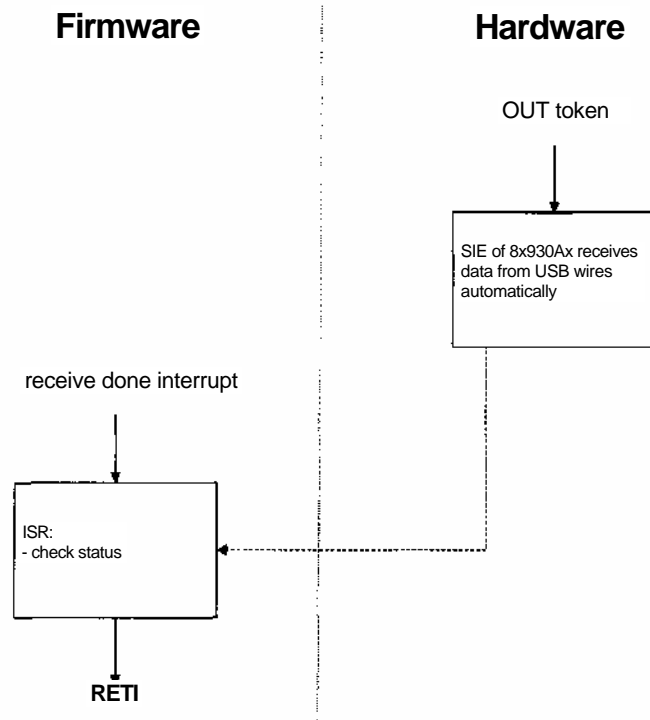 Firmware
Hardware
OUT token
SIE of 8x930Ax receives
data from USB wires
automatically
receive done interrupt
ISR:
- check status
RETI